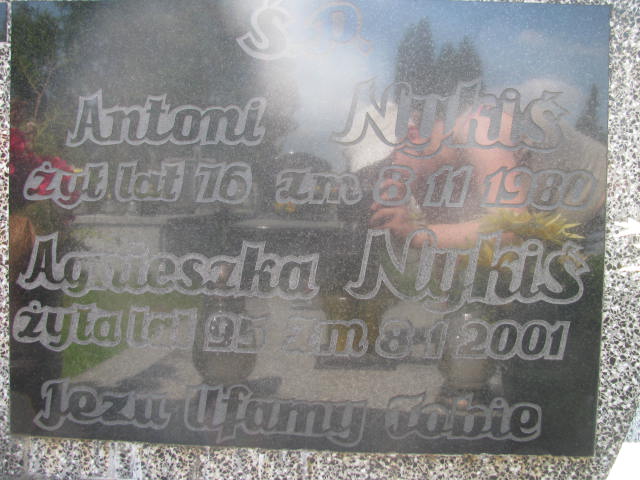 Ś.P.
Antoni Nykiś
żył lat 76 zm 8 11 1980
Agnieszka Nykiś
żyła lat 95 zm 8 1 2001
Jezu Ufamy Tobie